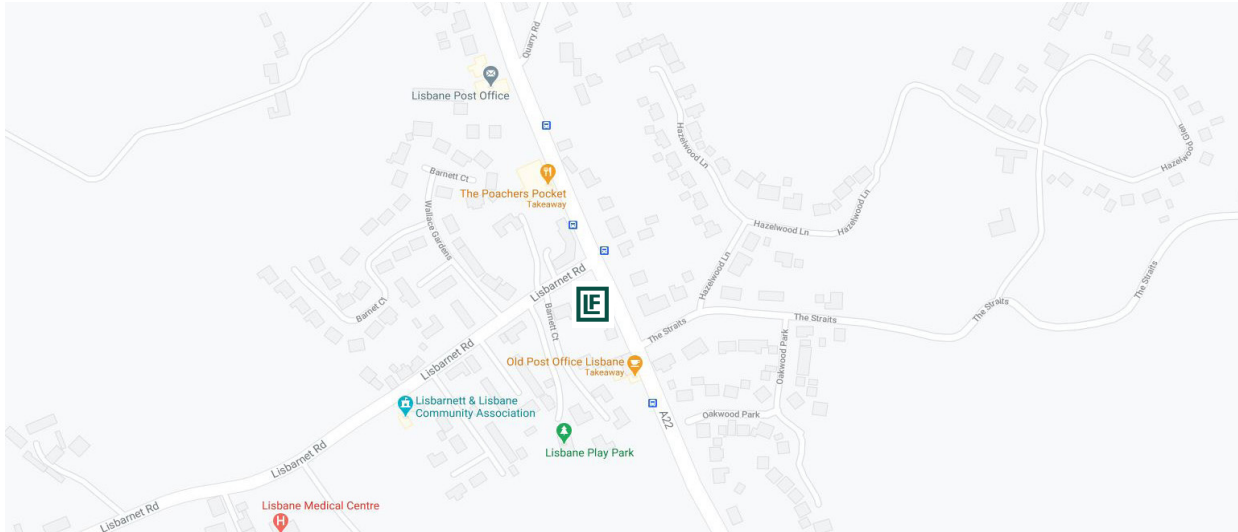 Quarry Rd
Lisbane Post Office
Hazelwood Ln
Hazelwood Glen
Barnett Ct
The Poachers Pocket
Takeaway
Wallace Gardens
Hazelwood Ln
Hazelwood Ln
Lisbarnet Rd
Hazelwood Ln
The Straits
Barnet Ct
Barnett Ct
LF
The Straits
The Straits
The Straits
Lisbarnet Rd
Old Post Office Lisbane
Takeaway
Oakwood Park
Lisbarnett & Lisbane
Community Association
A22
Oakwood Park
Lisbane Play Park
Lisbane Medical Centre
H
Lisbarnet Rd